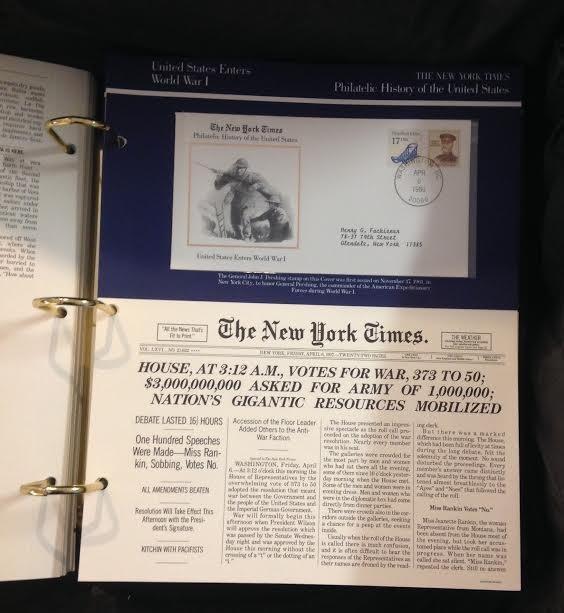 United States Enters
World War I
THE NEW YORK TIMES
Philatelic History of the United States
The New York Times
Philatelic History of the United States
United States Enters World War I
17
WASHINGTON, DC
APR
6
1986
20066
Henry G. Fackinner
78-37 79th Street
Glendale, New York 11385
The General John J. Pershing stamp on this Cover was first issued on November 17, 1961, in
New York City, to honor General Pershing, the commander of the American Expeditionary
Forces during World War I.
"All the News That's
Fit to Print."
The New York Times.
THE WEATHER
VOL. LXVI
NEW YORK, FRIDAY, APRIL 6, 1917.—TWENTY-TWO PAGES
HOUSE, AT 3:12 A.M., VOTES FOR WAR, 373 TO 50;
$3,000,000,000 ASKED FOR ARMY OF 1,000,000;
NATION'S GIGANTIC RESOURCES MOBILIZED
DEBATE LASTED 16½ HOURS
One Hundred Speeches
Were Made—Miss Ran-
kin, Sobbing, Votes No.
ALL AMENDMENTS BEATEN
Resolution Will Take Effect This
Afternoon with the Presi-
dent's Signature.
KITCHIN WITH PACIFISTS
Accession of the Floor Leader
Added Others to the Anti-
War Faction.
Special to The New York Times.
WASHINGTON, Friday, April
6.—At 3:12 o'clock this morning the
House of Representatives by the
overwhelming vote of 373 to 50
adopted the resolution that meant
war between the Government and
the people of the United States and
the Imperial German Government.
War will formally begin this
afternoon when President Wilson
will approve the resolution which
was passed by the Senate Wednes-
day night and was approved by the
House this morning without the
crossing of a "t" or the dotting of an
"i."
The House presented an impres-
sive spectacle as the roll call pro-
ceeded on the adoption of the war
resolution. Nearly every member
was in his seat.
The galleries were crowded for
the most part by men and women
who had sat there all the evening,
some of them since 10 o'clock yester-
day morning when the House met.
Some of the men and women were in
evening dress. Men and women who
were in the diplomatic box had come
directly from dinner parties.
There were crowds also in the cor-
ridors outside the galleries, seeking
a chance for a peep at the events
inside.
Usually when the roll of the House
is called there is much confusion,
and it is often difficult to hear the
responses of the Representatives as
their names are droned by the read-
ing clerk.
But there was a marked
difference this morning. The House,
which had been full of levity at times
during the long debate, felt the
solemnity of the moment. No sound
disturbed the proceedings. Every
member's answer came distinctly
and was heard by the throng that lis-
tened almost breathlessly to the
"Ayes" and "Noes" that followed the
calling of the roll.
Miss Rankin Votes "No."
Miss Jeanette Rankin, the woman
Representative from Montana, had
been absent from the House most of
the evening, but took her accus-
tomed place while the roll call was in
progress. When her name was
called she sat silent. "Miss Rankin,"
repeated the clerk. Still no answer.